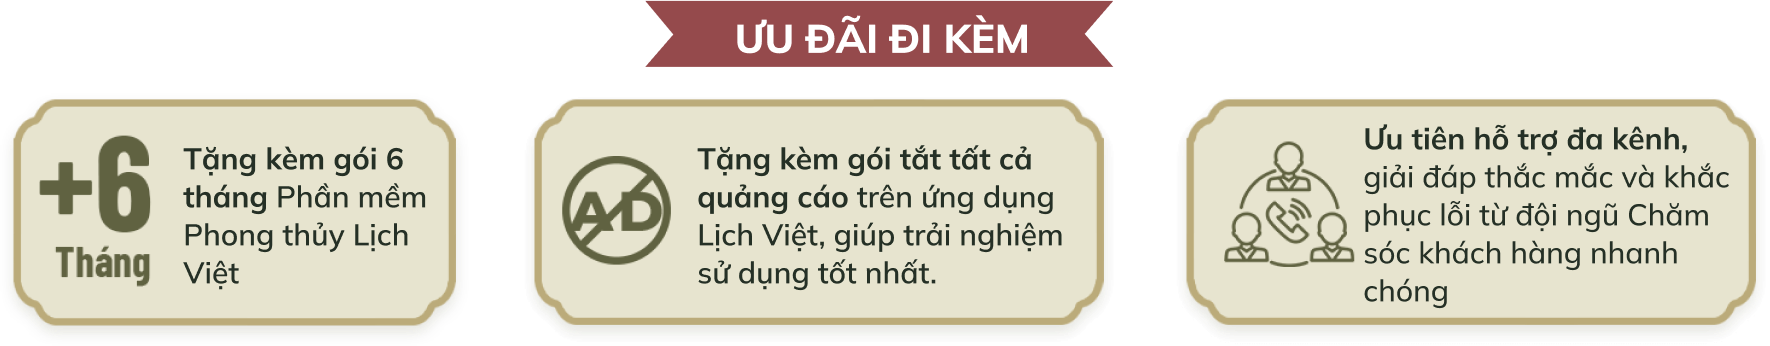 ƯU ĐÃI ĐI KÈM
+6
Tháng
Tặng kèm gói 6
tháng Phần mềm
Phong thủy Lịch
Việt
AD
Tặng kèm gói tắt tất cả
quảng cáo trên ứng dụng
Lịch Việt, giúp trải nghiệm
sử dụng tốt nhất.
Ưu tiên hỗ trợ đa kênh,
giải đáp thắc mắc và khắc
phục lỗi từ đội ngũ Chăm
sóc khách hàng nhanh
chóng